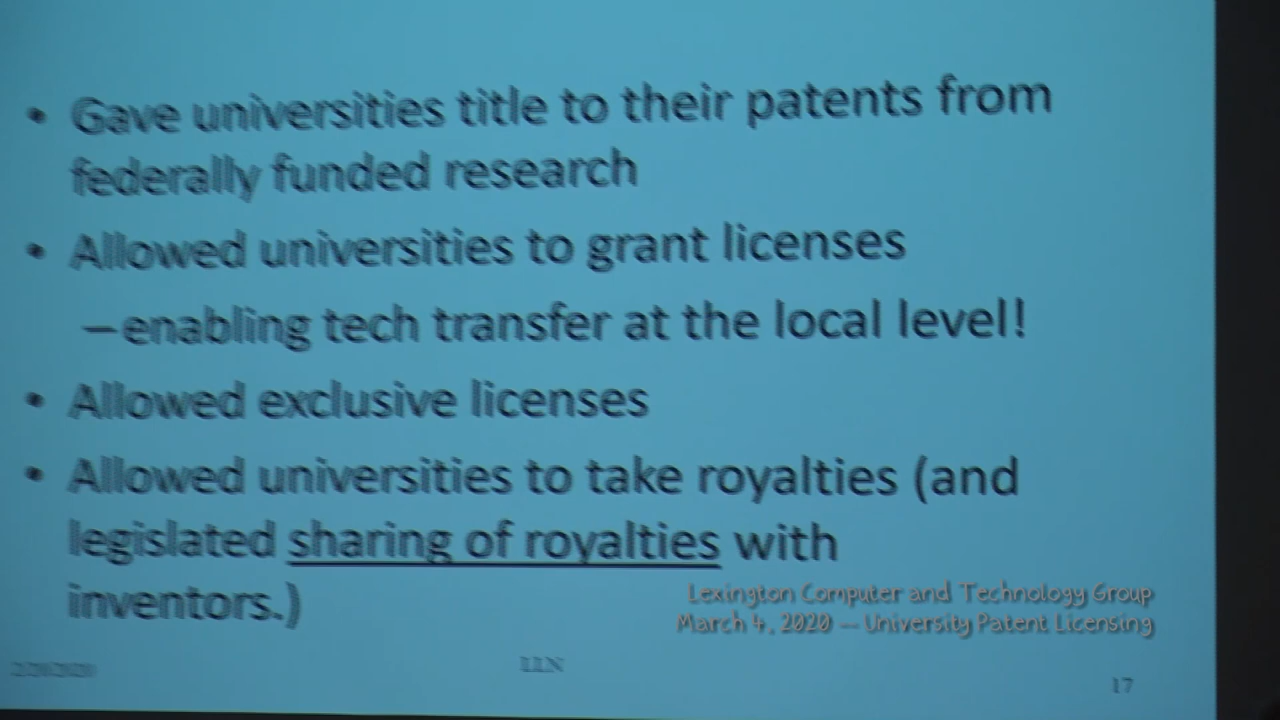 • Gave universities title to their patents from
federally funded research
• Allowed universities to grant licenses
–enabling tech transfer at the local level!
• Allowed exclusive licenses
• Allowed universities to take royalties (and
legislated sharing of royalties with
inventors.)
Lexington Computer and Technology Group
March 4, 2020 -- University Patent Licensing
LLN
17